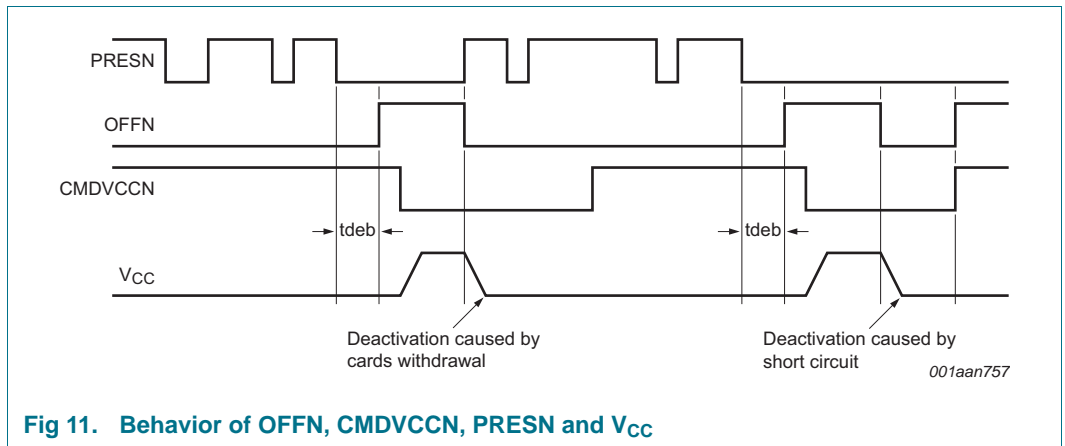 PRESN
OFFN
CMDVCCN
tdeb
tdeb
VCC
Deactivation caused by
cards withdrawal
Deactivation caused by
short circuit
001aan757
Fig 11. Behavior of OFFN, CMDVCCN, PRESN and VCC